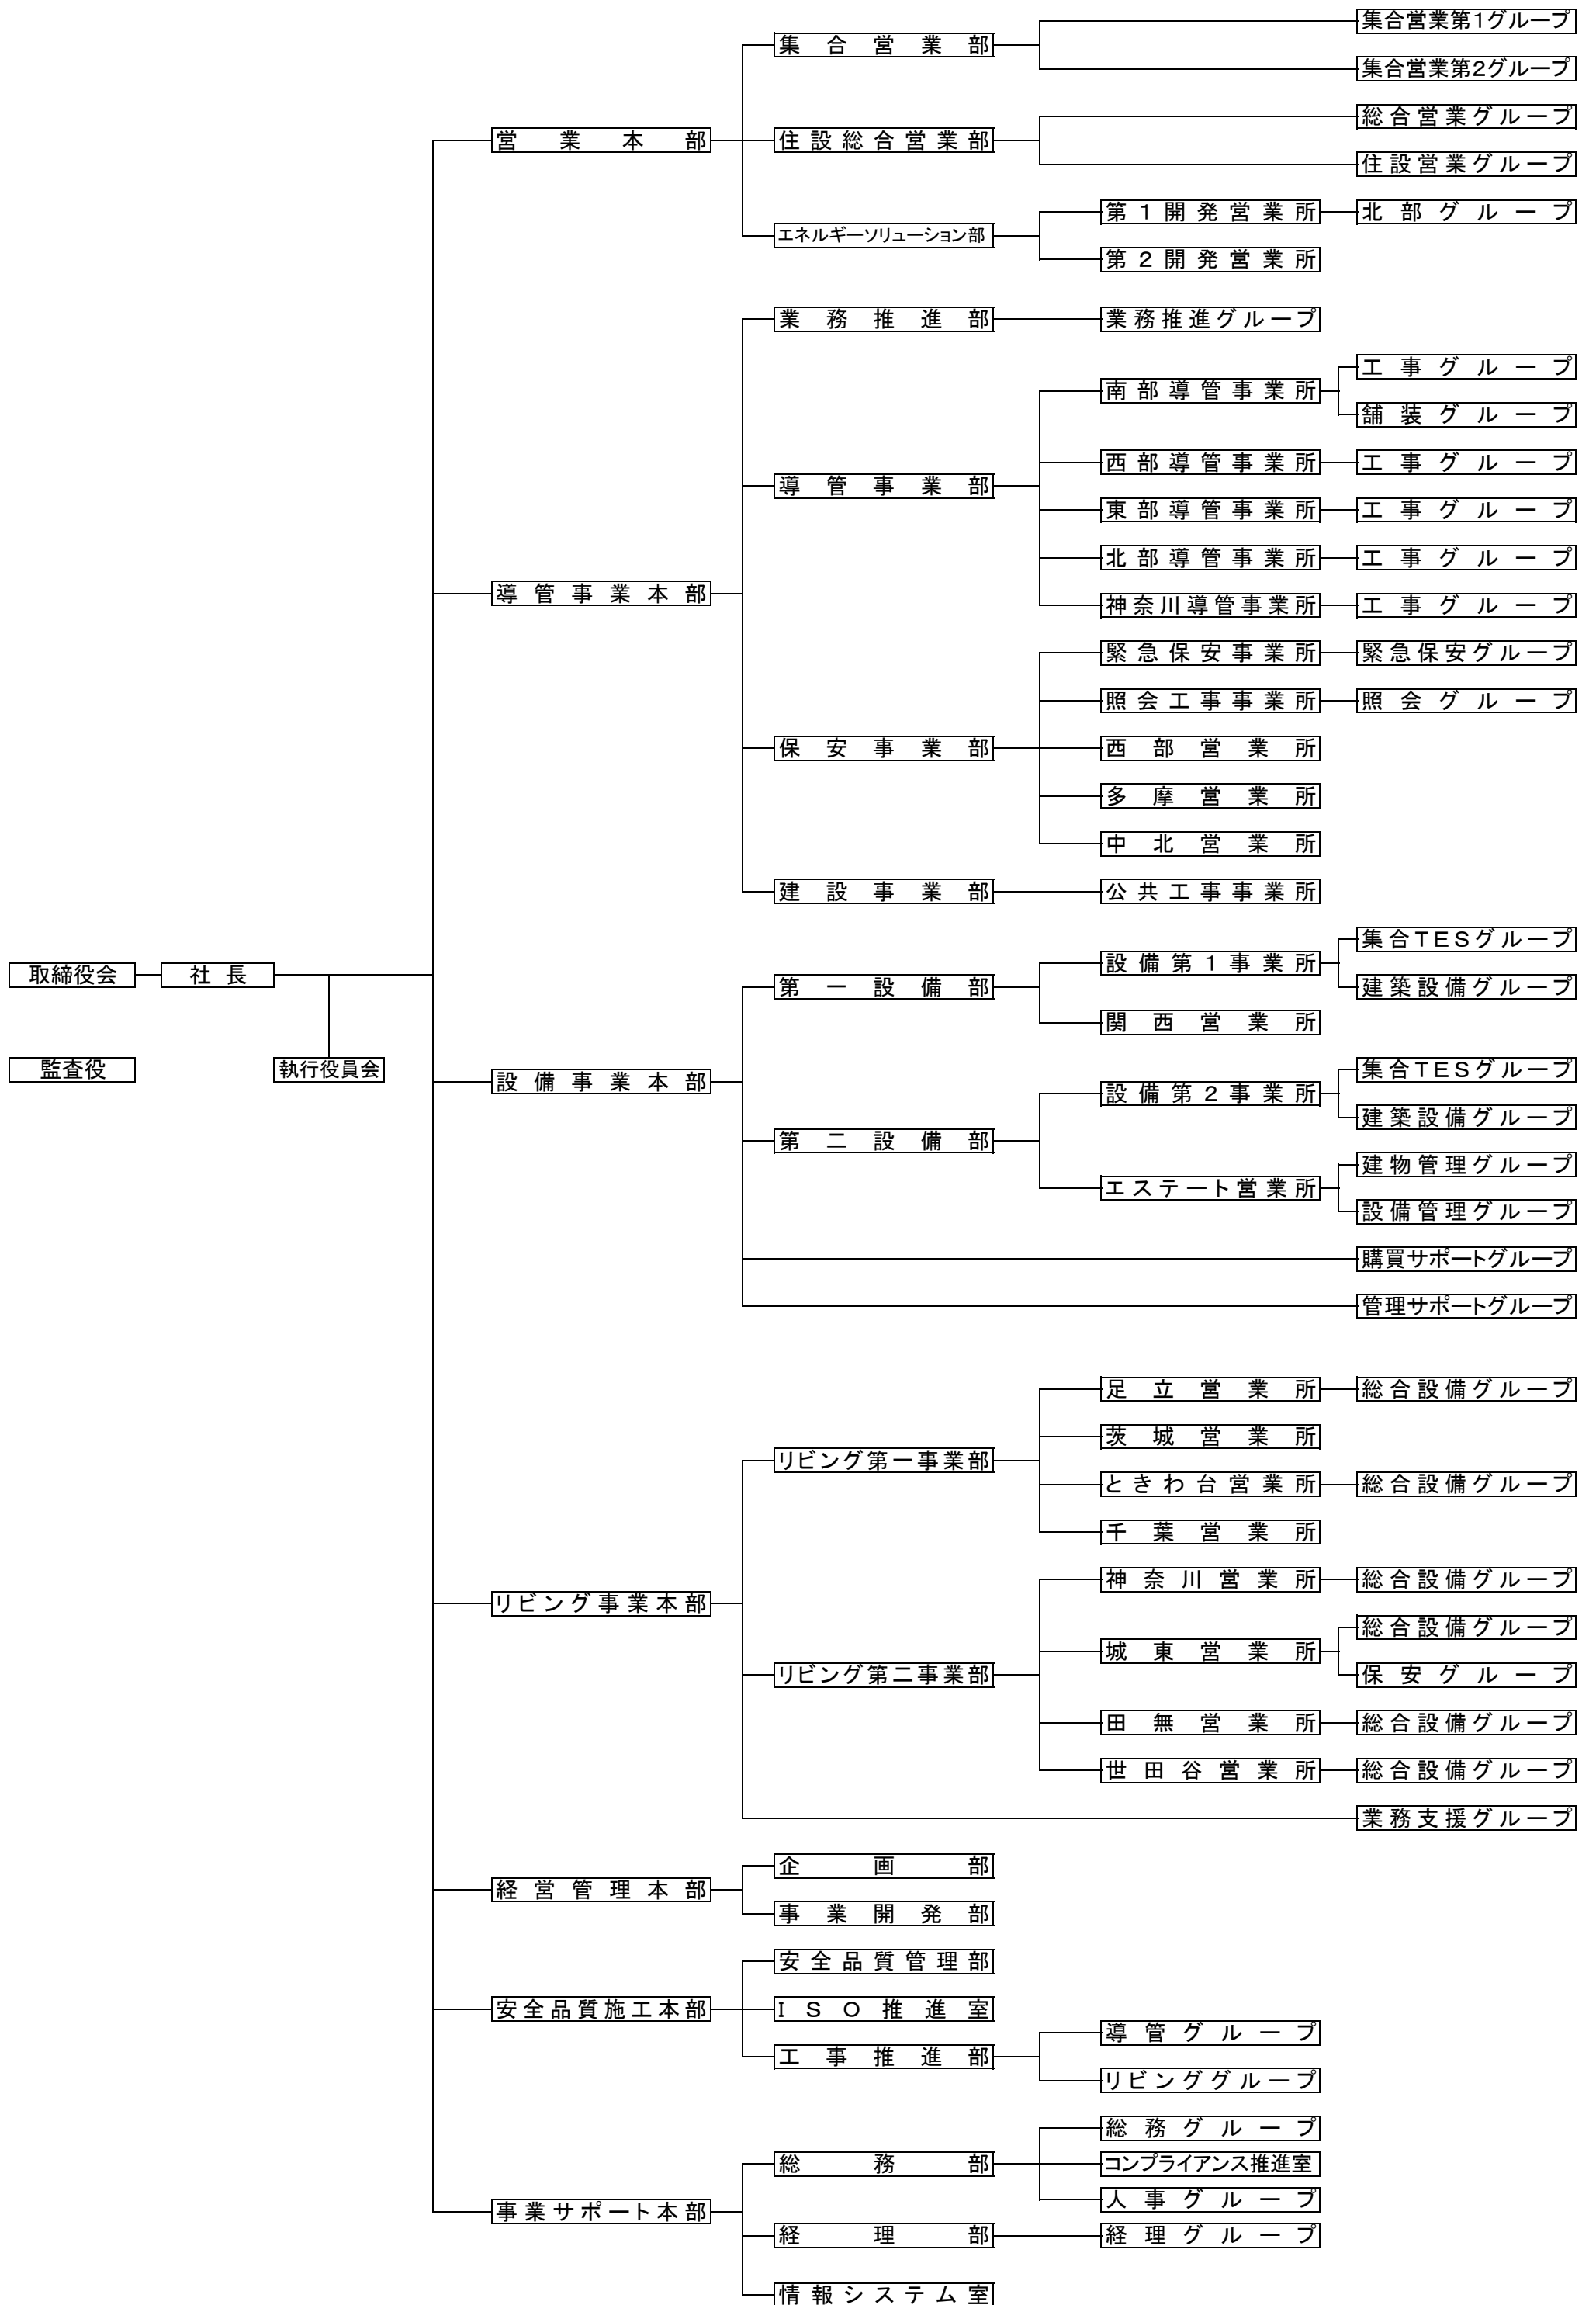 集合営業第1グループ
集合営業部
集合営業第2グループ
総合営業グループ
営業本部
住設総合営業部
住設営業グループ
第1開発営業所
北部グループ
エネルギーソリューション部
第2開発営業所
業務推進部
業務推進グループ
工事グループ
南部導管事業所
舗装グループ
西部導管事業所
工事グループ
導管事業部
東部導管事業所
工事グループ
北部導管事業所
工事グループ
導管事業本部
神奈川導管事業所
工事グループ
緊急保安事業所
緊急保安グループ
照会工事事業所
照会グループ
保安事業部
西部営業所
多摩営業所
中北営業所
建設事業部
公共工事事業所
集合TESグループ
設備第1事業所
取締役会
社長
第一設備部
建築設備グループ
関西営業所
監査役
執行役員会
集合TESグループ
設備事業本部
設備第2事業所
建築設備グループ
第二設備部
建物管理グループ
エステート営業所
設備管理グループ
購買サポートグループ
管理サポートグループ
足立営業所
総合設備グループ
茨城営業所
リビング第一事業部
ときわ台営業所
総合設備グループ
千葉営業所
神奈川営業所
総合設備グループ
リビング事業本部
総合設備グループ
城東営業所
リビング第二事業部
保安グループ
田無営業所
総合設備グループ
世田谷営業所
総合設備グループ
業務支援グループ
企画部
経営管理本部
事業開発部
安全品質管理部
安全品質施工本部
ISO推進室
導管グループ
工事推進部
リビンググループ
総務グループ
総務部
コンプライアンス推進室
人事グループ
事業サポート本部
経理部
経理グループ
情報システム室